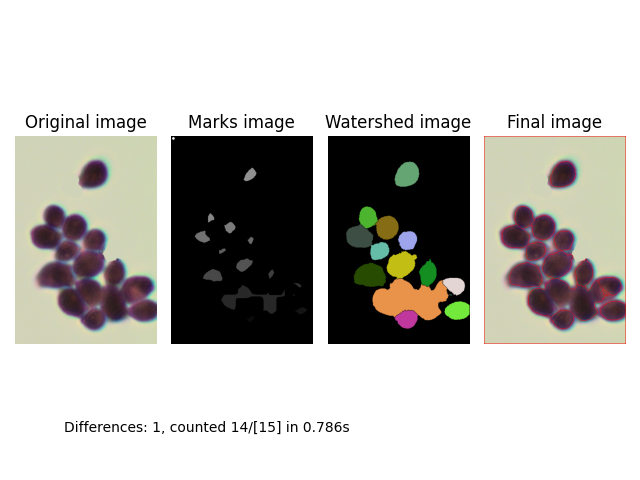 Original image
Marks image
Watershed image
Final image
Differences: 1, counted 14/[15] in 0.786s